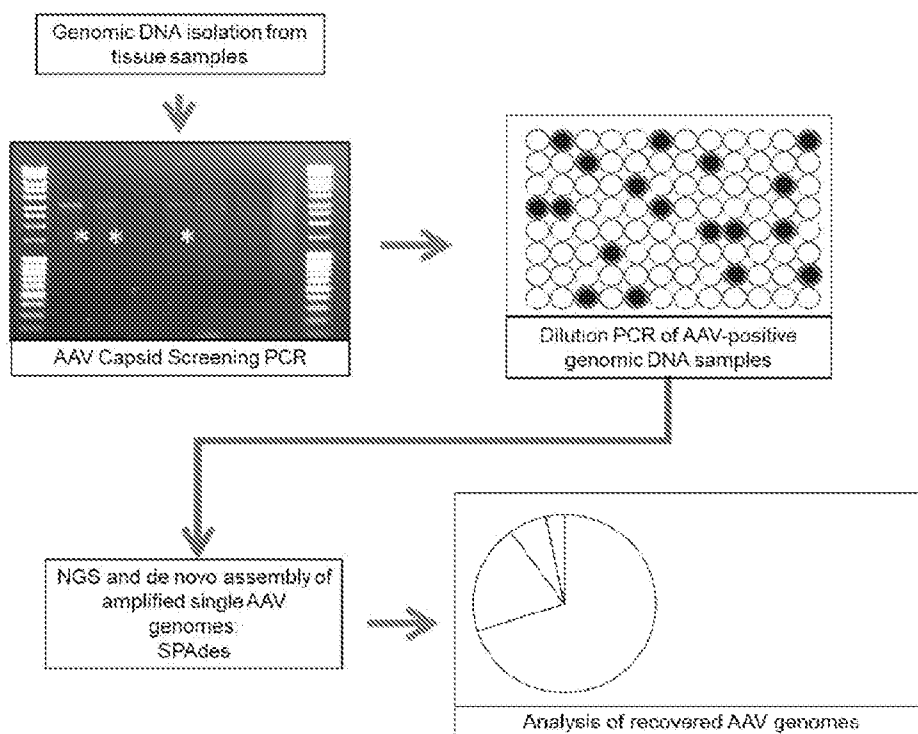 Genomic DNA isolation from
tissue samples
AAV Capsid Screening PCR
Dilution PCR of AAV-positive
genomic DNA samples
NGS and de novo assembly of
amplified single AAV
genomes
SPAdes
Analysis of recovered AAV genomes